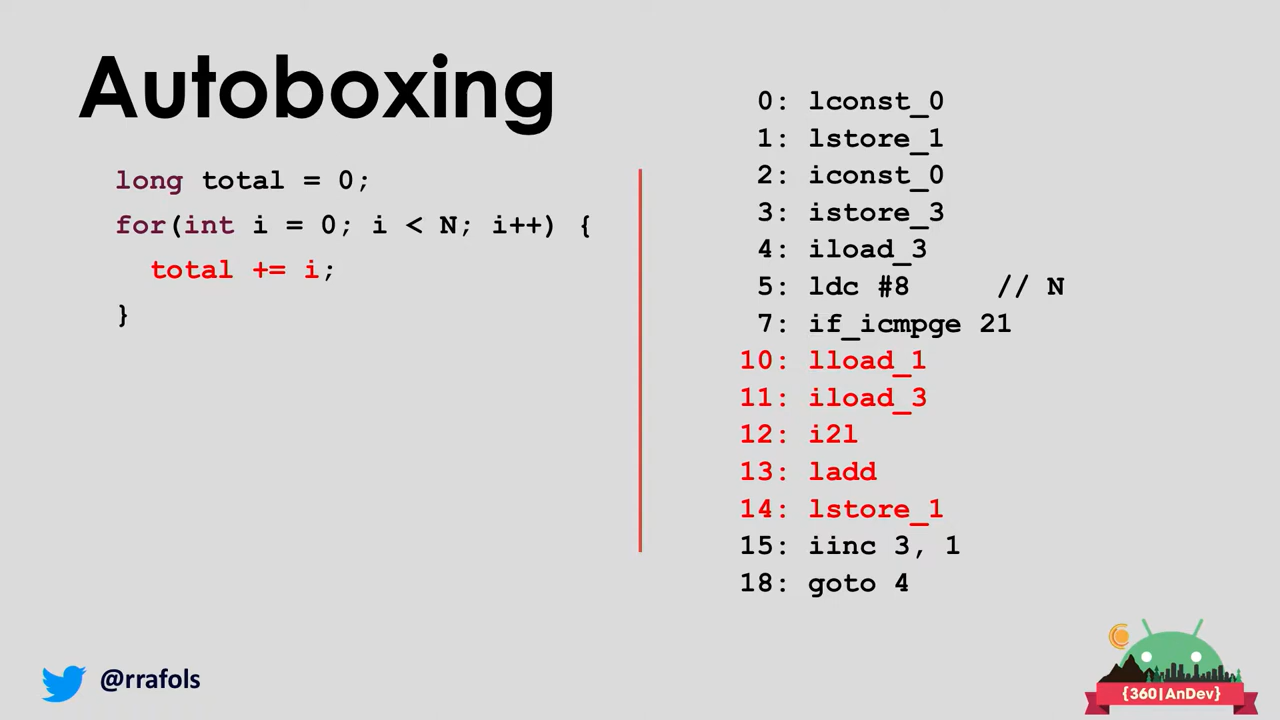 Autoboxing
long total = 0;
for(int i = 0; i < N; i++) {
total += i;
}
0: lconst_0
1: lstore_1
2: iconst_0
3: istore_3
4: iload_3
5: ldc #8 // N
7: if_icmpge 21
10: lload_1
11: iload_3
12: i2l
13: ladd
14: lstore_1
15: iinc 3, 1
18: goto 4
@rrafols
{360|AnDev}